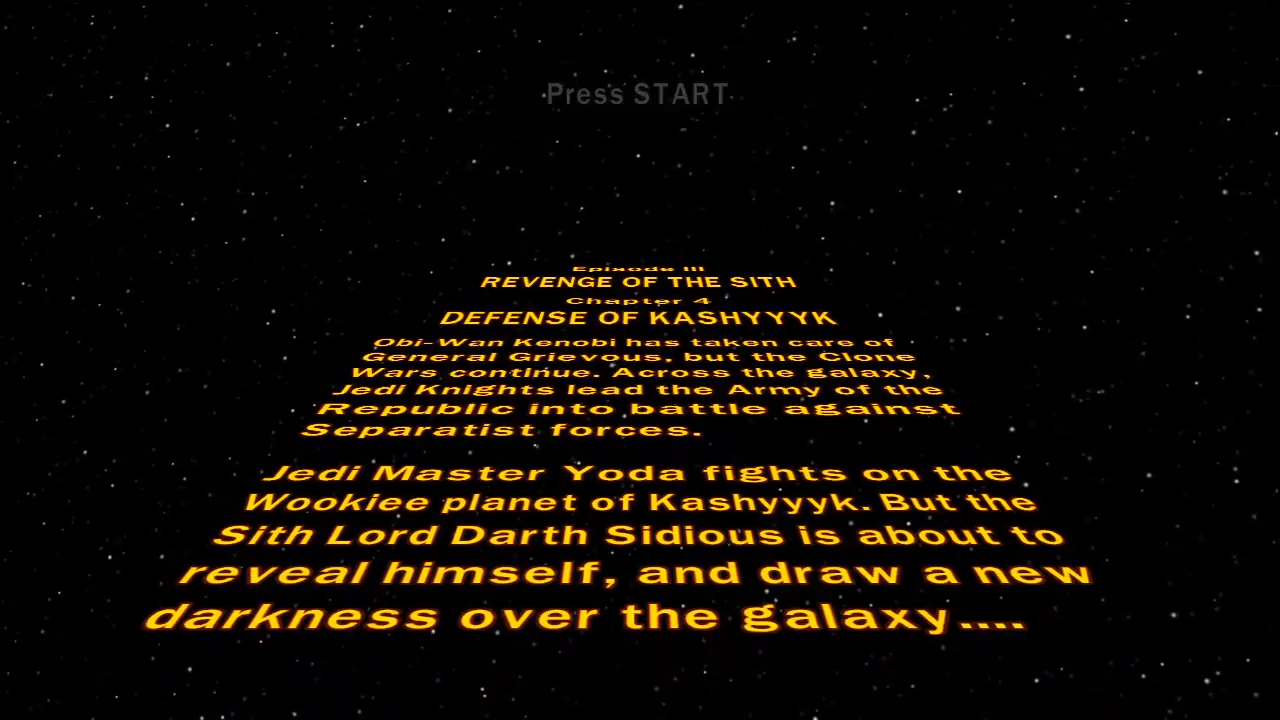 Press START
Episode III
REVENGE OF THE SITH
Chapter 4
DEFENSE OF KASHYYYK
Obi-Wan Kenobi has taken care of
General Grievous, but the Clone
Wars continue. Across the galaxy,
Jedi Knights lead the Army of the
Republic into battle against
Separatist forces.
Jedi Master Yoda fights on the
Wookiee planet of Kashyyyk. But the
Sith Lord Darth Sidious is about to
reveal himself, and draw a new
darkness over the galaxy....